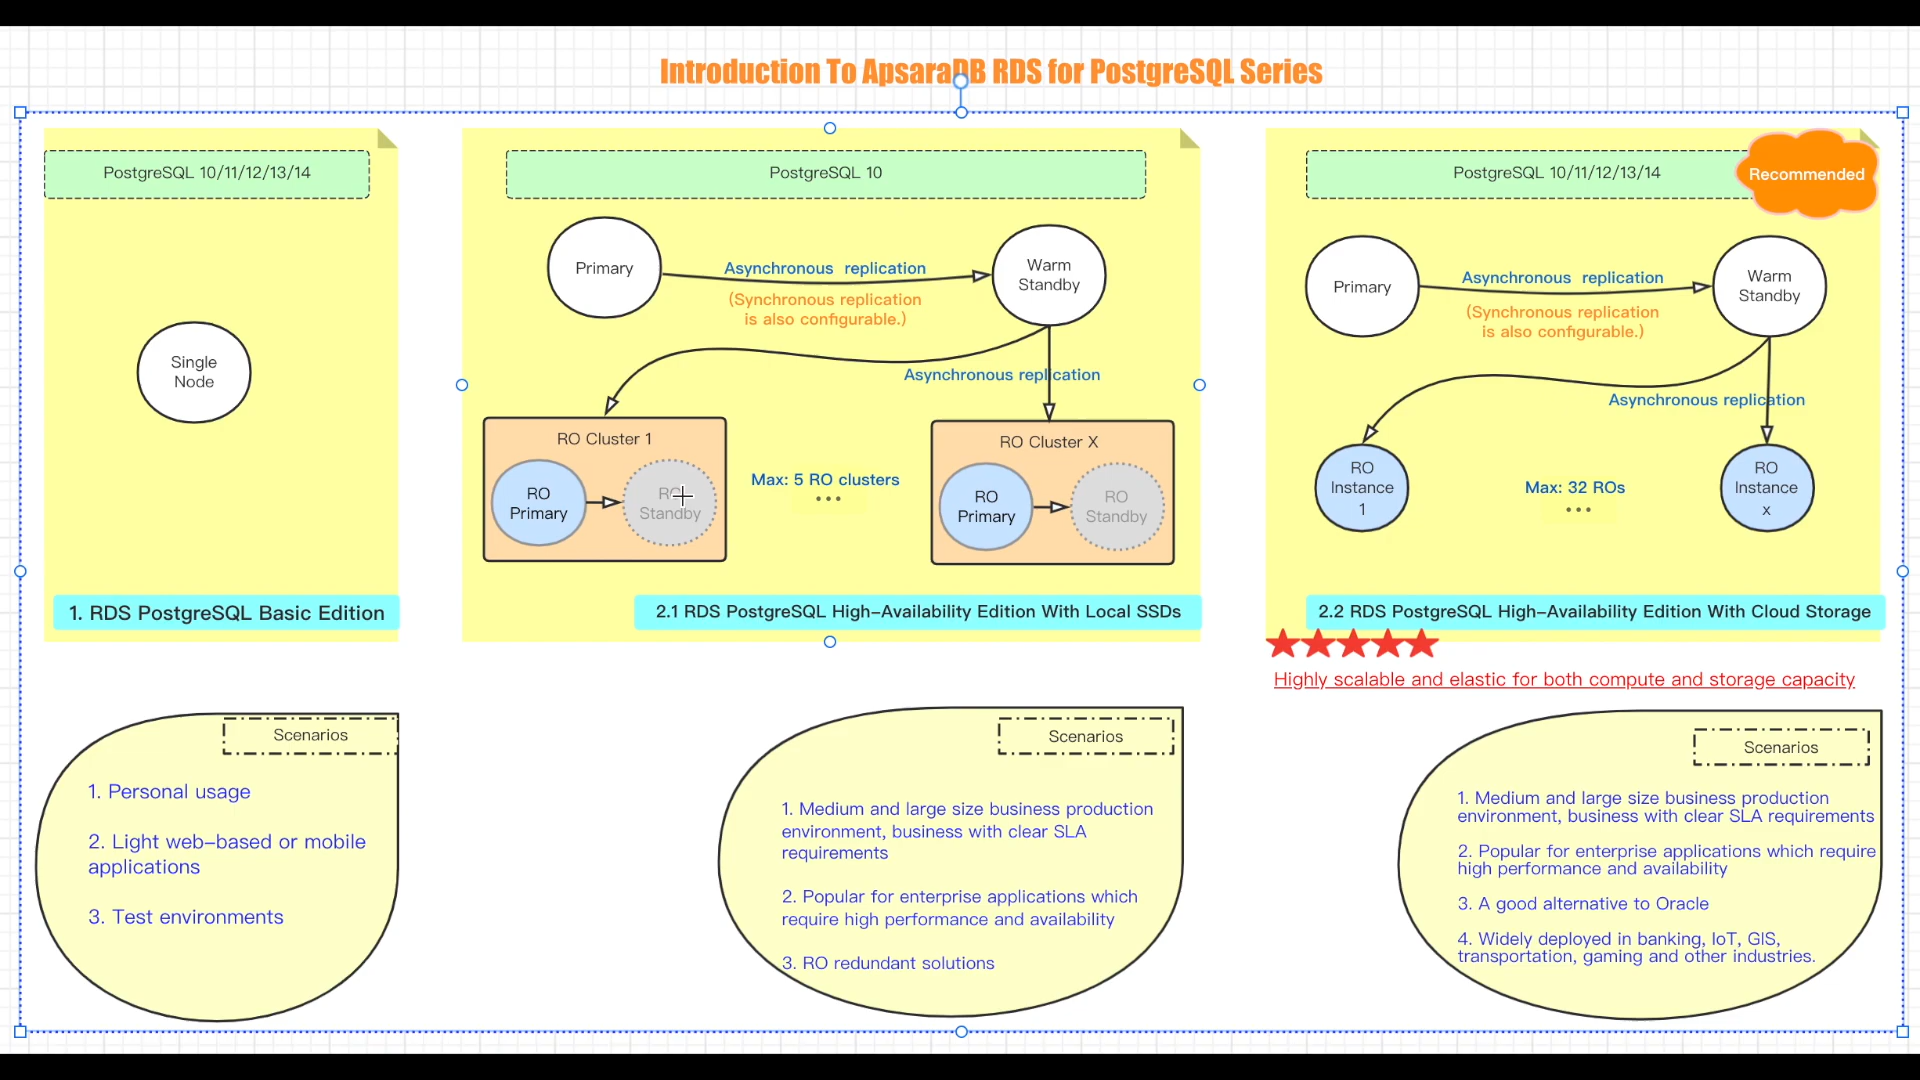 Introduction To ApsaraDB RDS for PostgreSQL Series
PostgreSQL 10/11/12/13/14
Single
Node
1. RDS PostgreSQL Basic Edition
PostgreSQL 10
Primary
Asynchronous replication
(Synchronous replication
is also configurable.)
Warm
Standby
Asynchronous replication
RO Cluster 1
RO
Primary
RO
Standby
Max: 5 RO clusters
•••
RO Cluster X
RO
Primary
RO
Standby
2.1 RDS PostgreSQL High-Availability Edition With Local SSDs
PostgreSQL 10/11/12/13/14
Recommended
Primary
Asynchronous replication
(Synchronous replication
is also configurable.)
Warm
Standby
Asynchronous replication
RO
Instance
1
Max: 32 ROs
•••
RO
Instance
x
2.2 RDS PostgreSQL High-Availability Edition With Cloud Storage
Highly scalable and elastic for both compute and storage capacity
Scenarios
1. Personal usage
2. Light web-based or mobile
applications
3. Test environments
Scenarios
1. Medium and large size business production
environment, business with clear SLA
requirements
2. Popular for enterprise applications which
require high performance and availability
3. RO redundant solutions
Scenarios
1. Medium and large size business production
environment, business with clear SLA requirements
2. Popular for enterprise applications which require
high performance and availability
3. A good alternative to Oracle
4. Widely deployed in banking, IoT, GIS,
transportation, gaming and other industries.